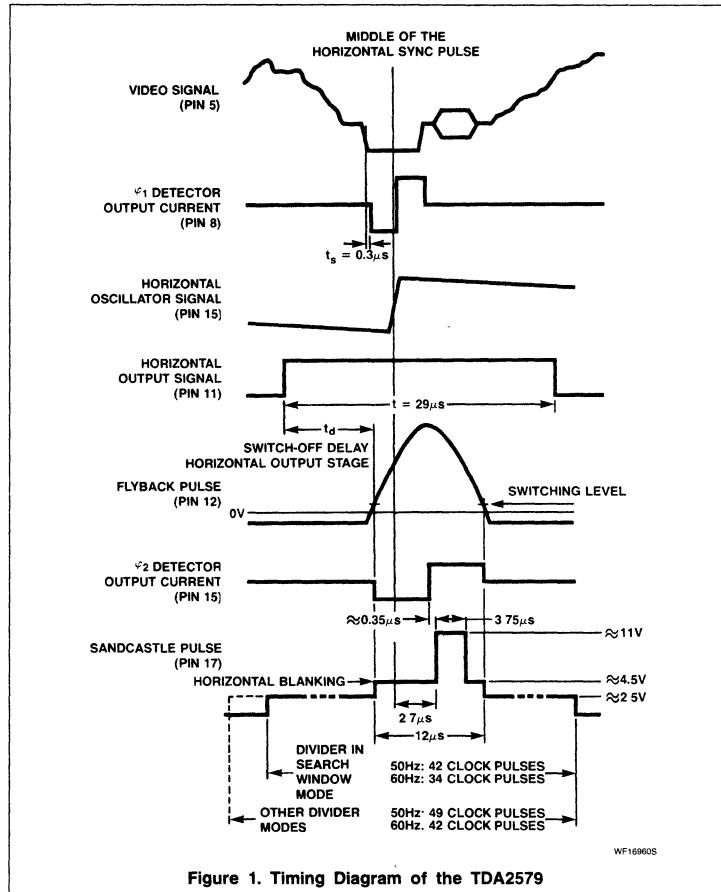 MIDDLE OF THE
HORIZONTAL SYNC PULSE
VIDEO SIGNAL
(PIN 5)
φ1 DETECTOR
OUTPUT CURRENT
(PIN 8)
ts = 0.3μs
HORIZONTAL
OSCILLATOR SIGNAL
(PIN 15)
HORIZONTAL
OUTPUT SIGNAL
(PIN 11)
t = 29μs
td
SWITCH-OFF DELAY
HORIZONTAL OUTPUT STAGE
FLYBACK PULSE
(PIN 12)
SWITCHING LEVEL
0V
φ2 DETECTOR
OUTPUT CURRENT
(PIN 15)
≈0.35μs
3 75μs
SANDCASTLE PULSE
(PIN 17)
≈11V
HORIZONTAL BLANKING
≈4.5V
≈2 5V
2 7μs
12μs
DIVIDER IN
SEARCH
WINDOW
MODE
50Hz: 42 CLOCK PULSES
60Hz: 34 CLOCK PULSES
OTHER DIVIDER
MODES
50Hz· 49 CLOCK PULSES
60Hz. 42 CLOCK PULSES
WF16960S
Figure 1. Timing Diagram of the TDA2579